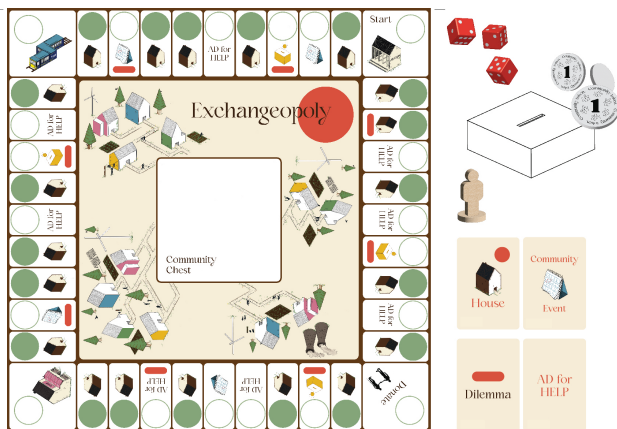 Start
AD for
HELP
Exchangeopoly
AD for
HELP
AD for
HELP
AD for
HELP
AD for
HELP
AD for
HELP
Community
Chest
AD for
HELP
AD for
HELP
Donate
1
1
House
Community
Event
Dilemma
AD for
HELP